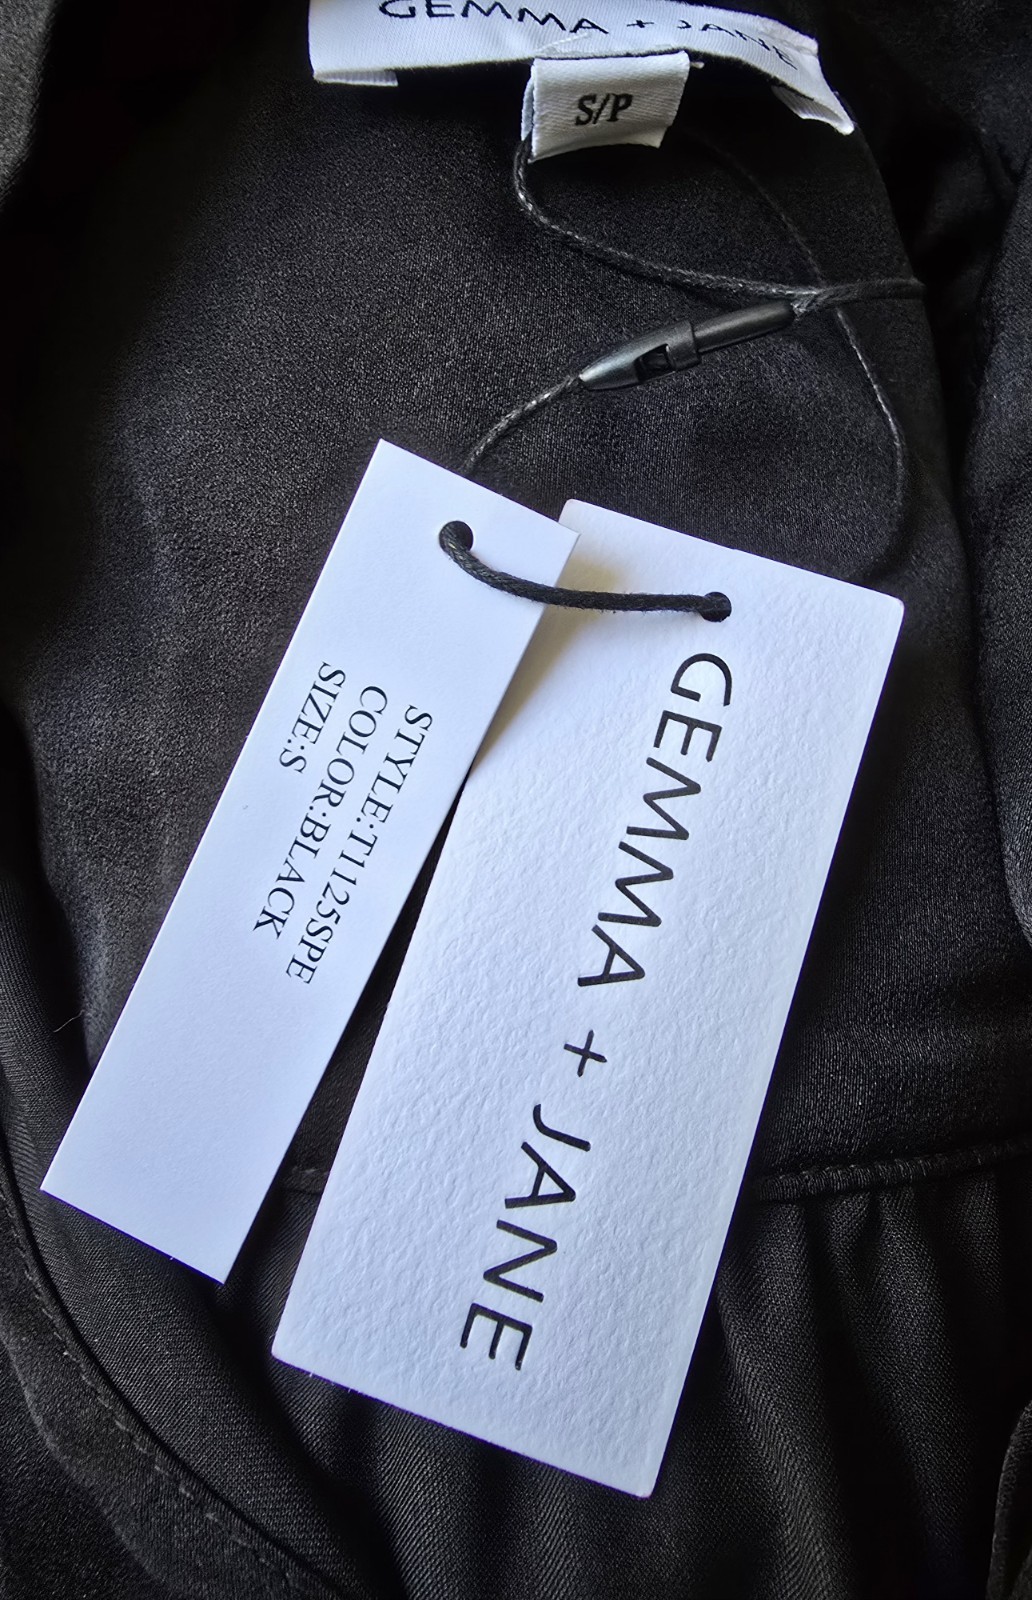 GEMMA + JANE
S/P
STYLE:T1125SPE
COLOR:BLACK
SIZE:S
GEMMA + JANE